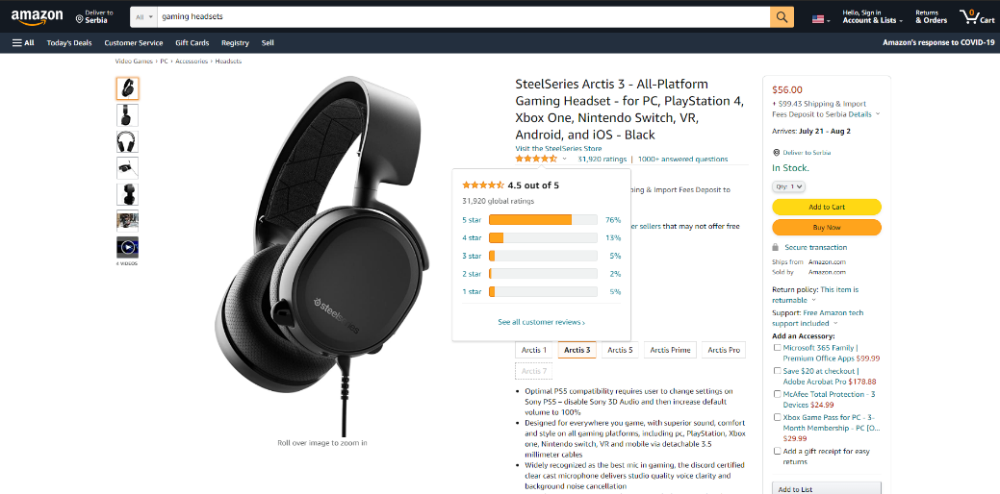 amazon
Deliver to
Serbia
All
gaming headsets
Hello, Sign in
Account & Lists
Returns
& Orders
0
Cart
All
Today's Deals
Customer Service
Gift Cards
Registry
Sell
Amazon's response to COVID-19
Video Games › PC › Accessories › Headsets
4 VIDEOS
steelseries
Roll over image to zoom in
SteelSeries Arctis 3 - All-Platform
Gaming Headset - for PC, PlayStation 4,
Xbox One, Nintendo Switch, VR,
Android, and iOS - Black
Visit the SteelSeries Store
31,920 ratings | 1000+ answered questions
4.5 out of 5
31,920 global ratings
5 star 76%
4 star 13%
3 star 5%
2 star 2%
1 star 5%
See all customer reviews ›
ping & Import Fees Deposit to
er sellers that may not offer free
Arctis 1
Arctis 3
Arctis 5
Arctis Prime
Arctis Pro
Arctis 7
• Optimal PS5 compatibility requires user to change settings on
Sony PS5 – disable Sony 3D Audio and then increase default
volume to 100%
• Designed for everywhere you game, with superior sound, comfort
and style on all gaming platforms, including pc, PlayStation, Xbox
one, Nintendo switch, VR and mobile via detachable 3.5
millimeter cables
• Widely recognized as the best mic in gaming, the discord certified
clear cast microphone delivers studio quality voice clarity and
background noise cancellation
$56.00
+ $99.43 Shipping & Import
Fees Deposit to Serbia Details
Arrives: July 21 - Aug 2
Deliver to Serbia
In Stock.
Qty: 1
Add to Cart
Buy Now
Secure transaction
Ships from Amazon.com
Sold by Amazon.com
Return policy: This item is
returnable
Support: Free Amazon tech
support included
Add an Accessory:
Microsoft 365 Family |
Premium Office Apps $99.99
Save $20 at checkout |
Adobe Acrobat Pro $178.88
McAfee Total Protection - 3
Devices $24.99
Xbox Game Pass for PC - 3-
Month Membership - PC [O...
$29.99
Add a gift receipt for easy
returns
Add to List